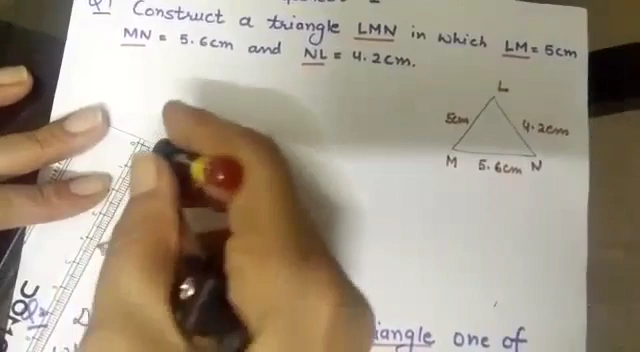 Q1 Construct a triangle LMN in which LM = 5cm
MN = 5.6cm and NL = 4.2cm.
L
5cm 4.2cm
M 5.6cm N
iangle one of